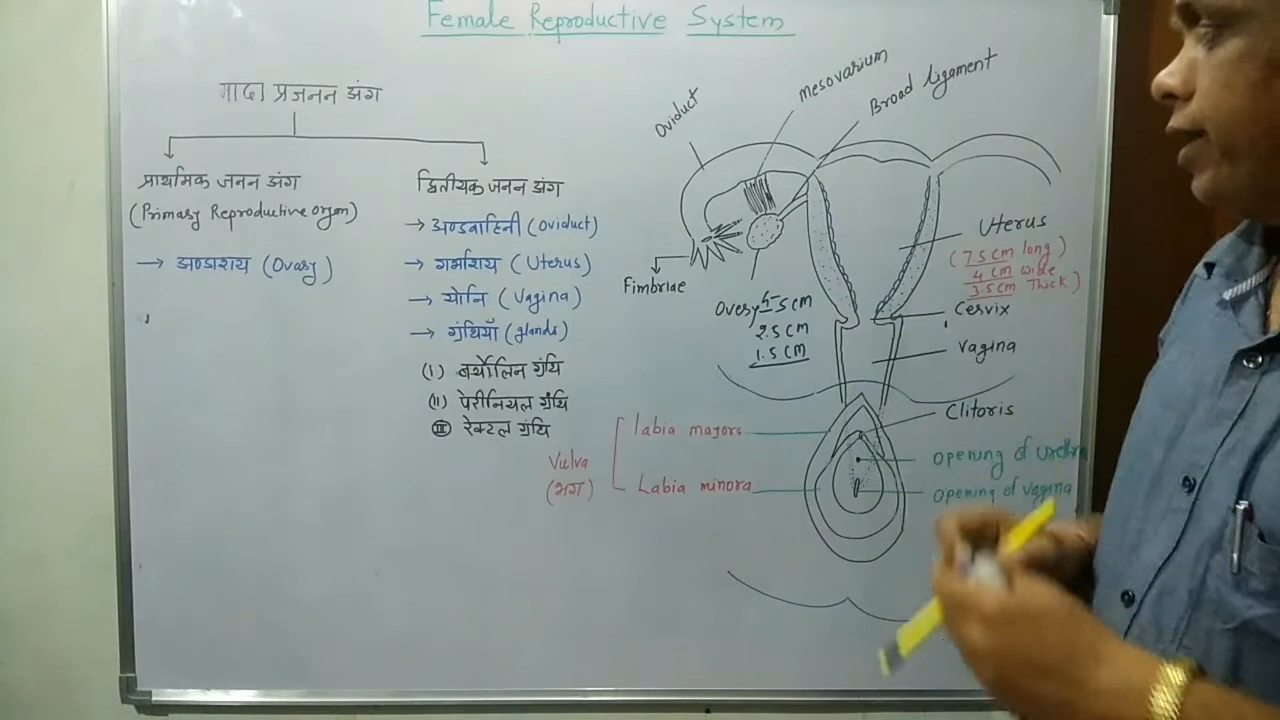 Female Reproductive System
मादा प्रजनन अंग
प्राथमिक जनन अंग
(Primary Reproductive organ)
→ अण्डाशय (Ovary)
द्वितीयक जनन अंग
→ अण्डवाहिनी (Oviduct)
→ गर्भाशय (Uterus)
→ योनि (Vagina)
→ ग्रंथियाँ (glands)
(I) बर्थोलिन ग्रंथि
(II) पेरीनियल ग्रंथि
(III) रेक्टल ग्रंथि
Oviduct
mesovarium
Broad ligament
Fimbriae
Overy 4-5 cm
2.5 cm
1.5 cm
Uterus
(7.5 cm long)
4 cm wide
3.5 cm Thick)
Cervix
vagina
Clitoris
labia majors
Vulva
(भग)
Labia minora
opening of urethra
opening of vagina